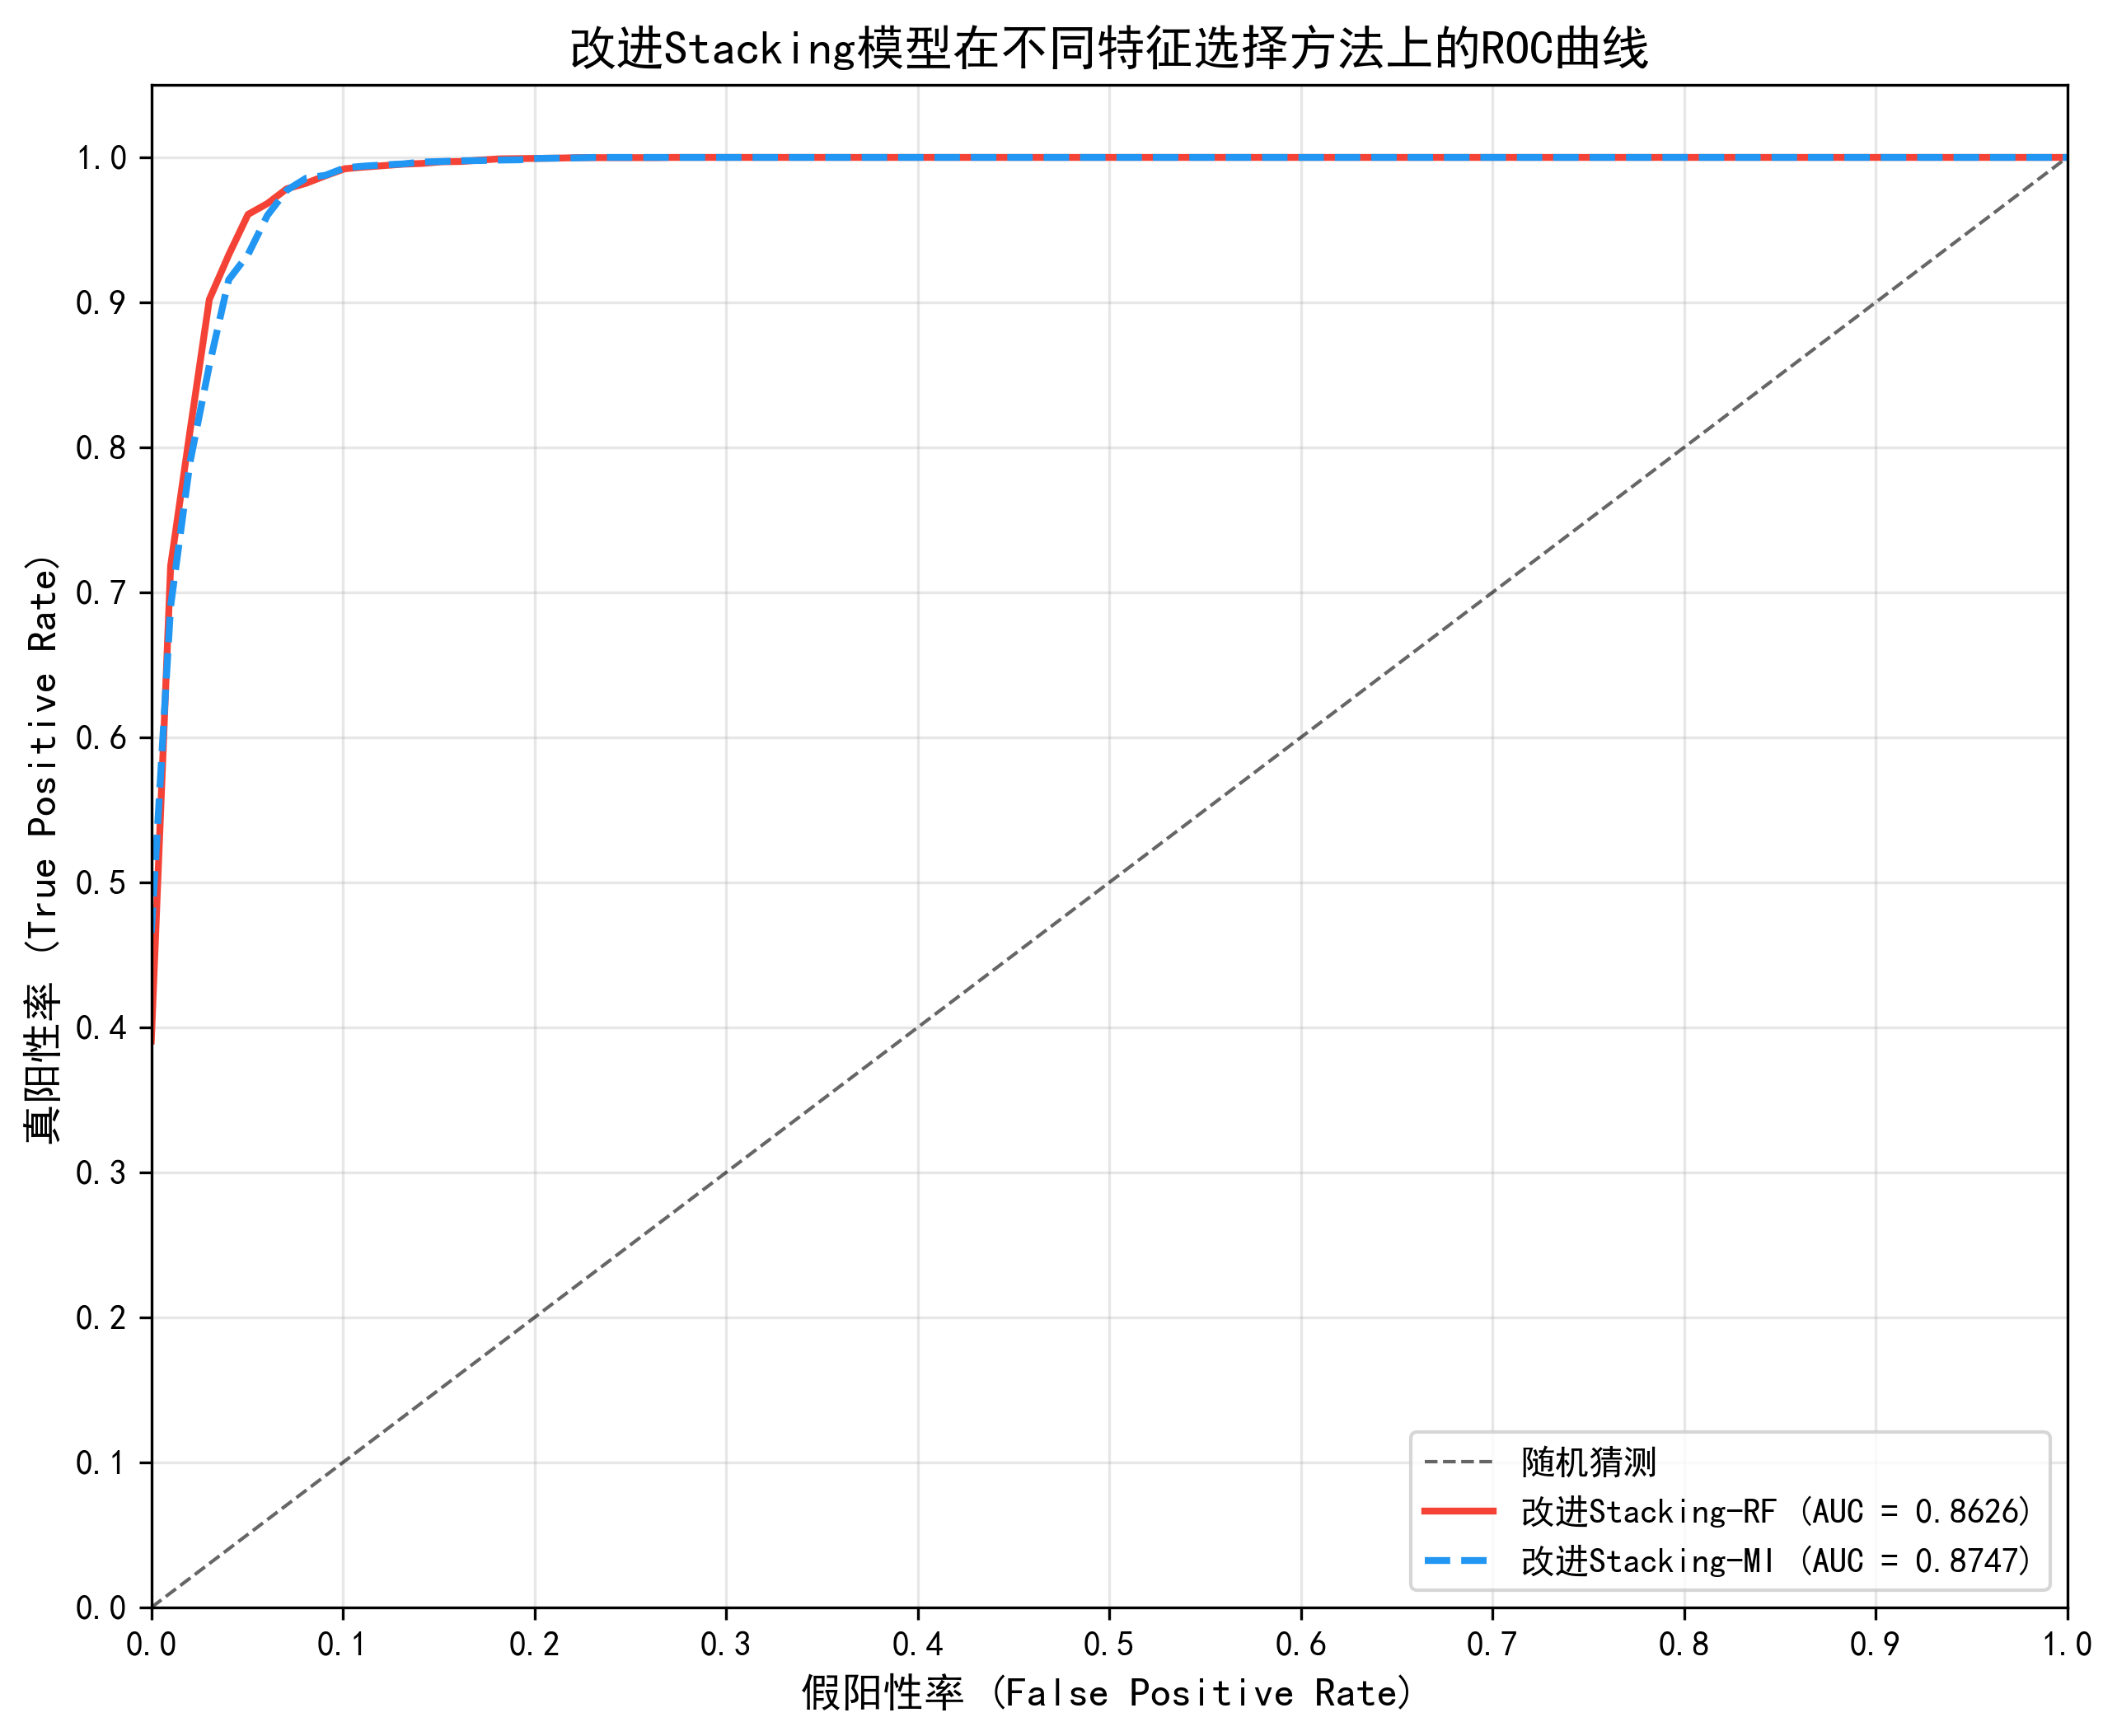 改进Stacking模型在不同特征选择方法上的ROC曲线
真阳性率 (True Positive Rate)
1.0
0.9
0.8
0.7
0.6
0.5
0.4
0.3
0.2
0.1
0.0
0.0 0.1 0.2 0.3 0.4 0.5 0.6 0.7 0.8 0.9 1.0
假阳性率 (False Positive Rate)
随机猜测
改进Stacking-RF (AUC = 0.8626)
改进Stacking-MI (AUC = 0.8747)